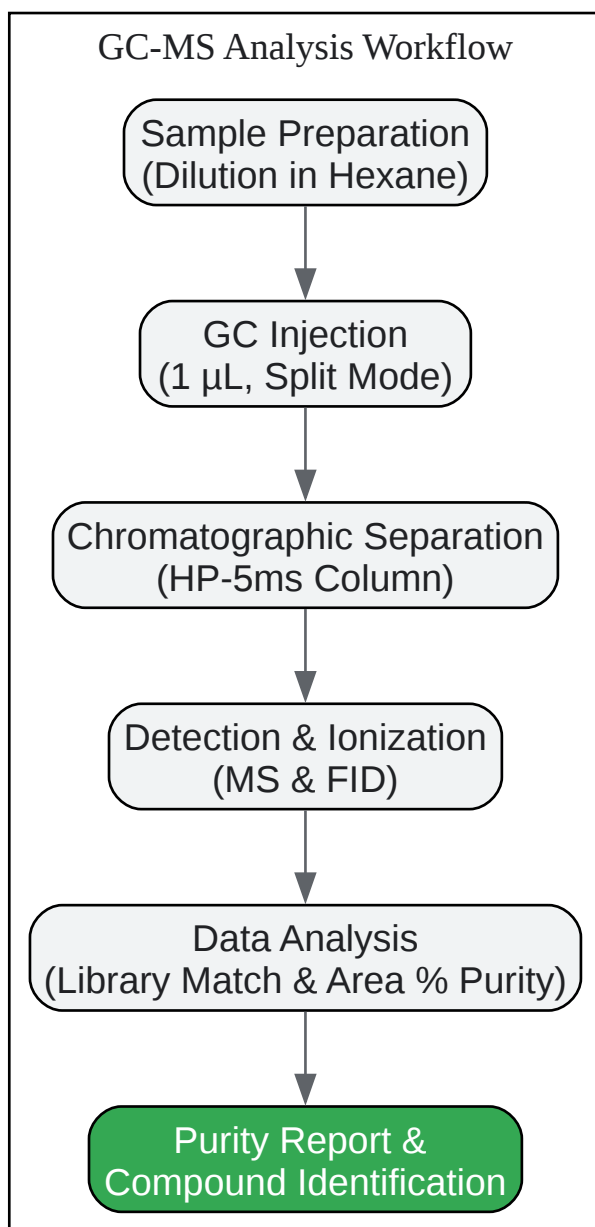 GC-MS Analysis Workflow
Sample Preparation
(Dilution in Hexane)
GC Injection
(1 µL, Split Mode)
Chromatographic Separation
(HP-5ms Column)
Detection & Ionization
(MS & FID)
Data Analysis
(Library Match & Area % Purity)
Purity Report &
Compound Identification